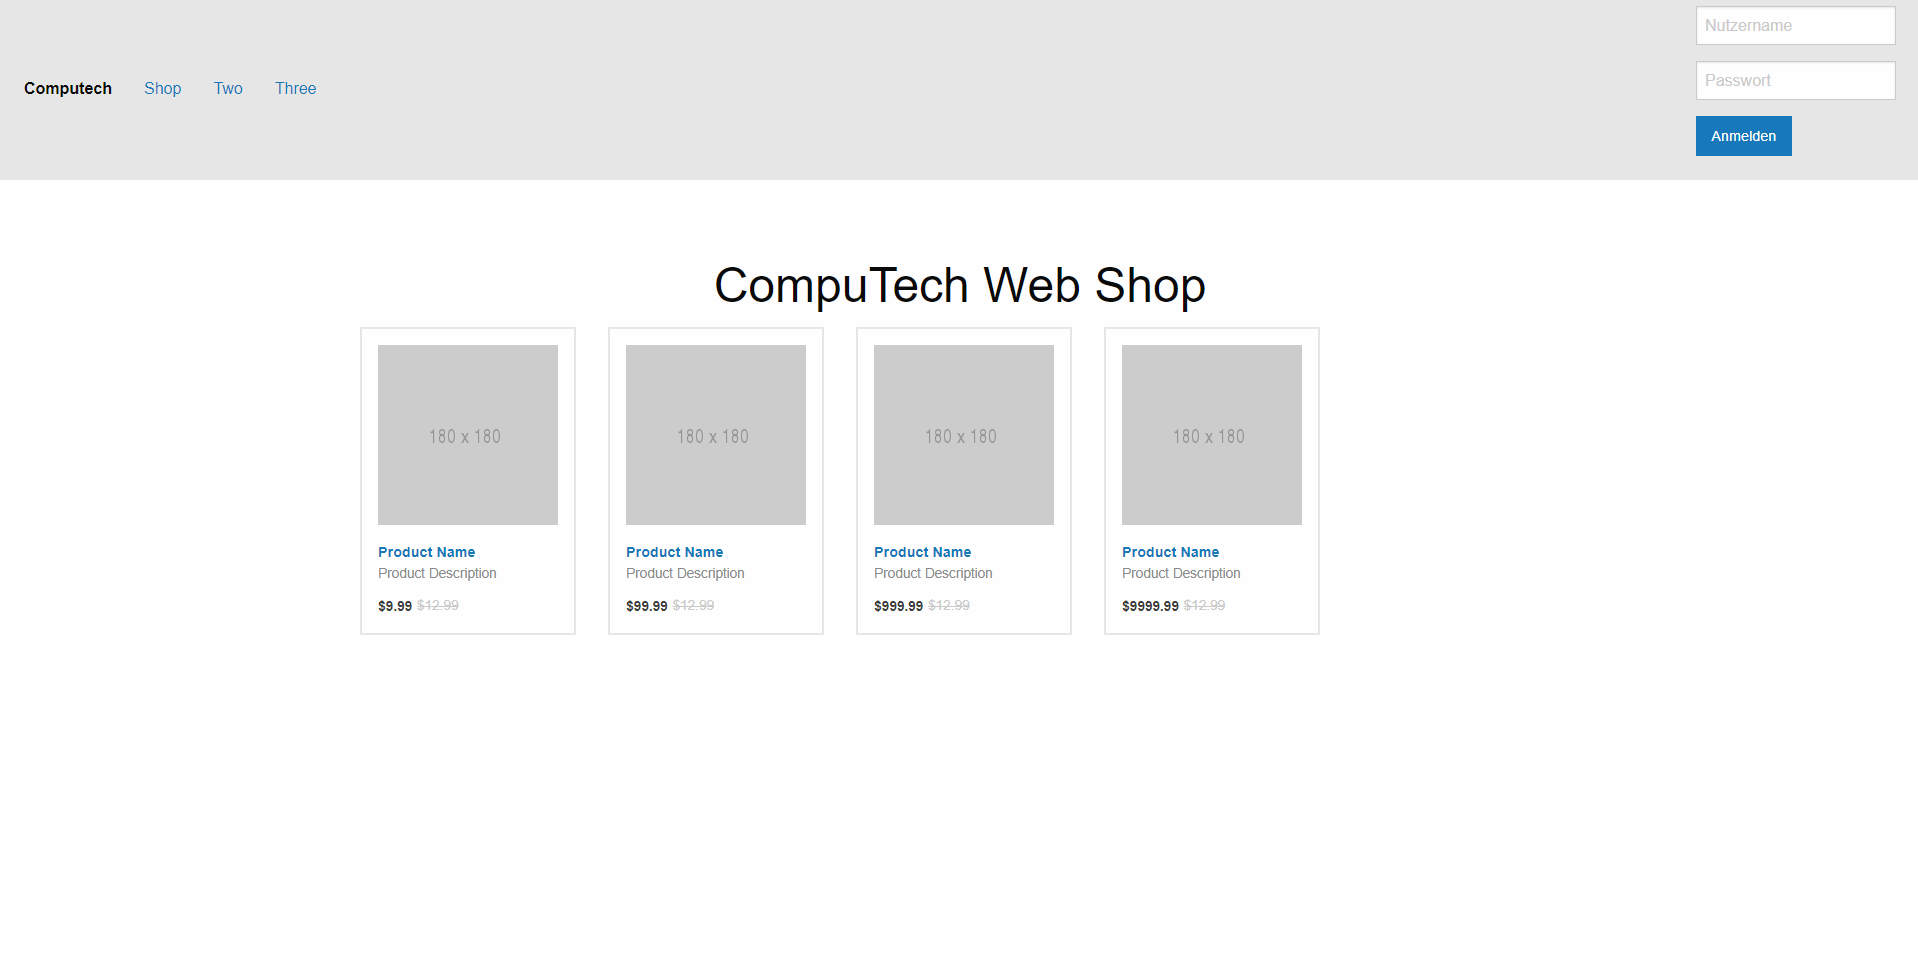 Nutzername
Passwort
Anmelden
Computech Shop Two Three
CompuTech Web Shop
180 x 180 180 x 180 180 x 180 180 x 180
Product Name Product Name Product Name Product Name
Product Description Product Description Product Description Product Description
$9.99 $12.99 $99.99 $12.99 $999.99 $12.99 $9999.99 $12.99